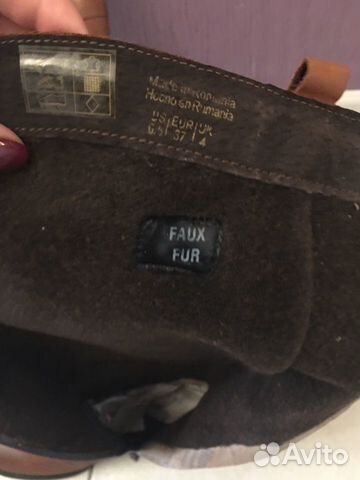 Made in Romania
Hecho en Rumania
US EUR UK
6.5 37 4
FAUX
FUR
Avito